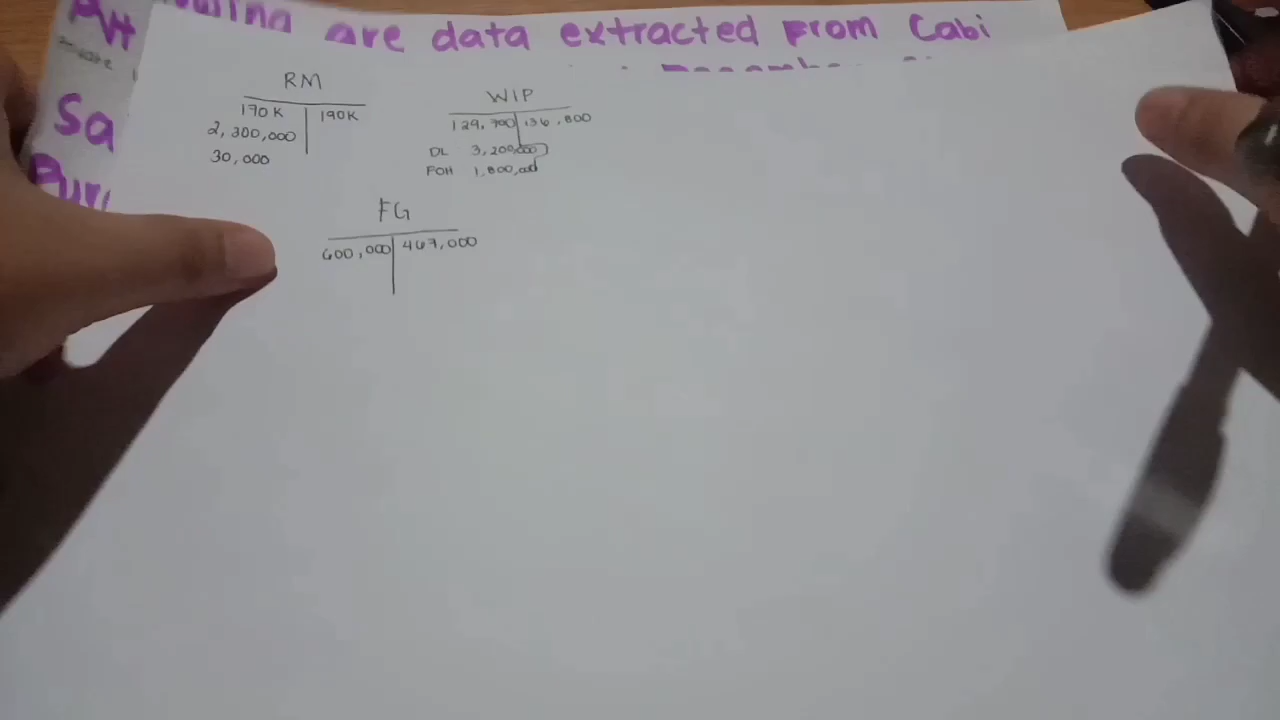 are data extracted from Cabi
Sa
RM
170K 190K
2,300,000
30,000
WIP
129,700 136,800
DL 3,200,000
FOH 1,800,000
FG
600,000 467,000